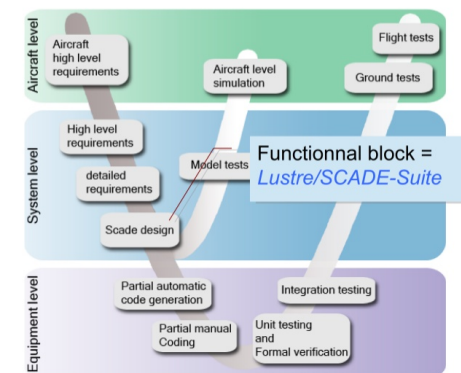 Aircraft level
Aircraft
high level
requirements
Aircraft level
simulation
Flight tests
Ground tests
System level
High level
requirements
detailed
requirements
Scade design
Model tests
Functionnal block =
Lustre/SCADE-Suite
Equipment level
Partial automatic
code generation
Partial manual
Coding
Integration testing
Unit testing
and
Formal verification